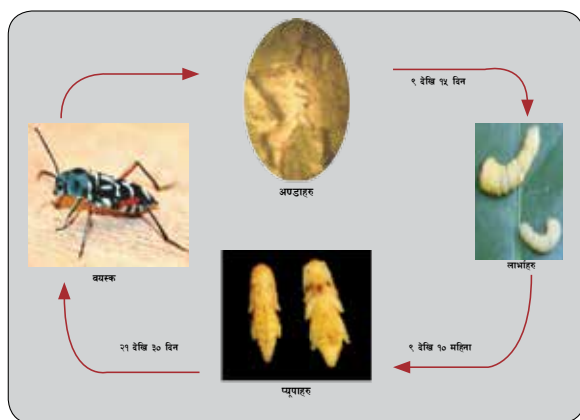 अण्डाहरु
९ देखि १५ दिन
लार्भाहरु
९ देखि १० महिना
प्यूपाहरु
२१ देखि ३० दिन
वयस्क